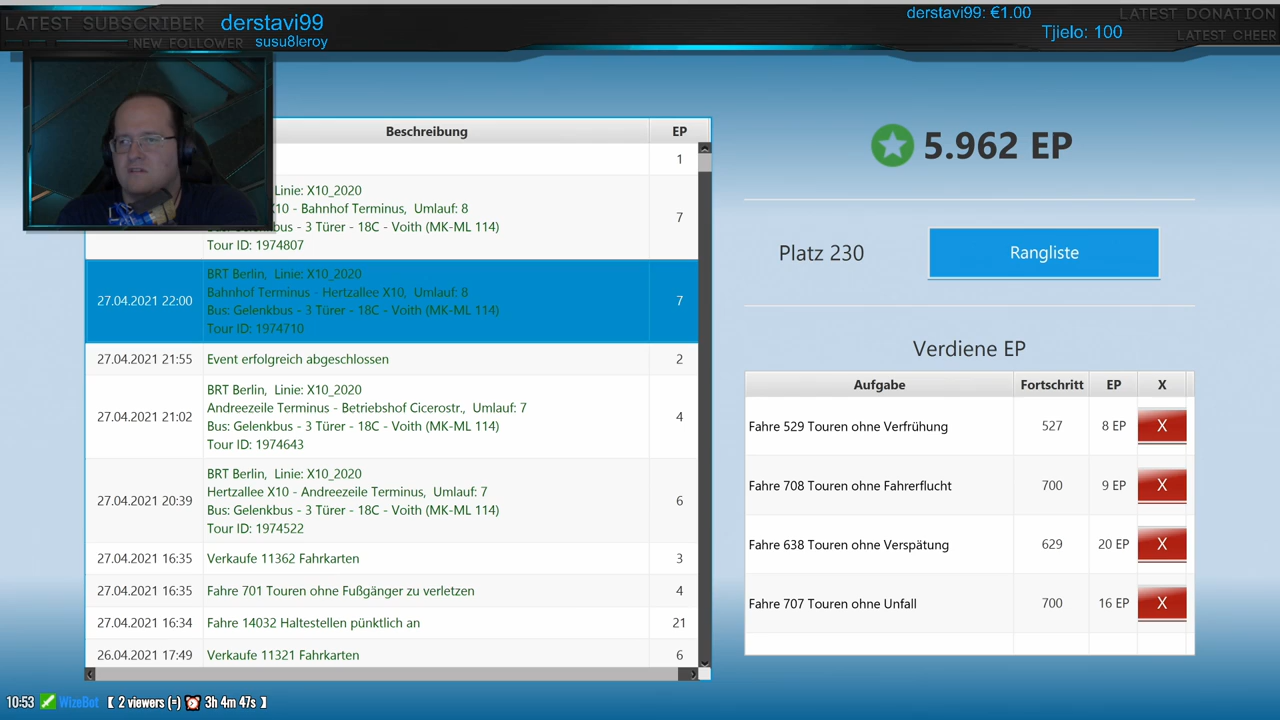 LATEST SUBSCRIBER derstavi99
NEW FOLLOWER susu8leroy
derstavi99: €1.00 LATEST DONATION
Tjielo: 100 LATEST CHEER
Beschreibung EP
1
Linie: X10_2020
X10 - Bahnhof Terminus, Umlauf: 8
Bus: Gelenkbus - 3 Türer - 18C - Voith (MK-ML 114)
Tour ID: 1974807
7
27.04.2021 22:00
BRT Berlin, Linie: X10_2020
Bahnhof Terminus - Hertzallee X10, Umlauf: 8
Bus: Gelenkbus - 3 Türer - 18C - Voith (MK-ML 114)
Tour ID: 1974710
7
27.04.2021 21:55 Event erfolgreich abgeschlossen 2
27.04.2021 21:02
BRT Berlin, Linie: X10_2020
Andreezeile Terminus - Betriebshof Cicerostr., Umlauf: 7
Bus: Gelenkbus - 3 Türer - 18C - Voith (MK-ML 114)
Tour ID: 1974643
4
27.04.2021 20:39
BRT Berlin, Linie: X10_2020
Hertzallee X10 - Andreezeile Terminus, Umlauf: 7
Bus: Gelenkbus - 3 Türer - 18C - Voith (MK-ML 114)
Tour ID: 1974522
6
27.04.2021 16:35 Verkaufe 11362 Fahrkarten 3
27.04.2021 16:35 Fahre 701 Touren ohne Fußgänger zu verletzen 4
27.04.2021 16:34 Fahre 14032 Haltestellen pünktlich an 21
26.04.2021 17:49 Verkaufe 11321 Fahrkarten 6
5.962 EP
Platz 230 Rangliste
Verdiene EP
Aufgabe Fortschritt EP X
Fahre 529 Touren ohne Verfrühung 527 8 EP X
Fahre 708 Touren ohne Fahrerflucht 700 9 EP X
Fahre 638 Touren ohne Verspätung 629 20 EP X
Fahre 707 Touren ohne Unfall 700 16 EP X
10:53 WizeBot [ 2 viewers (=) 3h 4m 47s ]